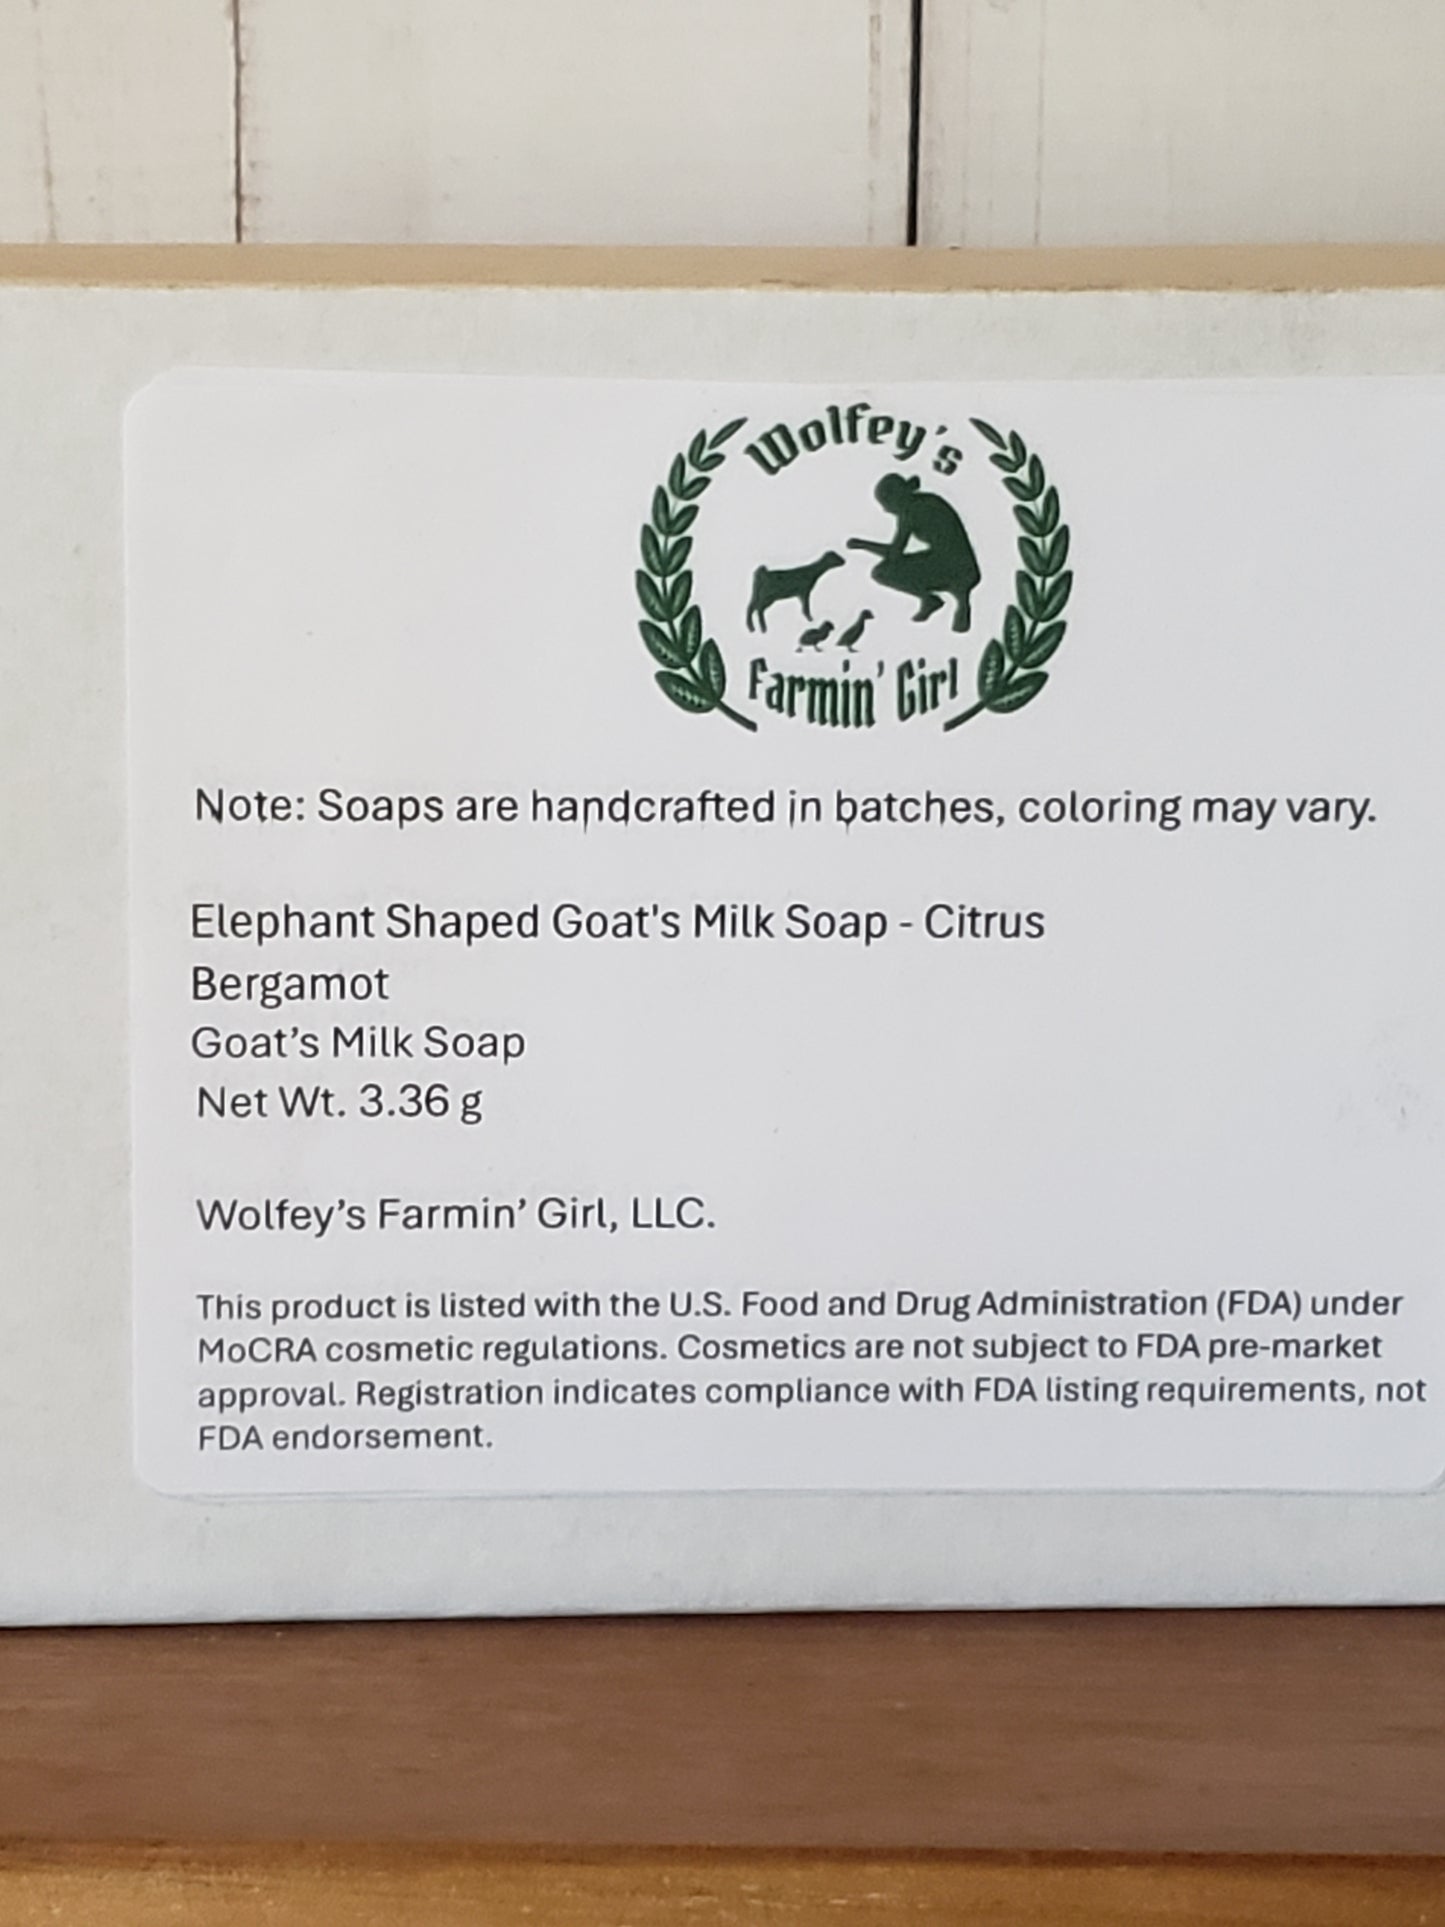 Wolfey's
Farmin' Girl
Note: Soaps are handcrafted in batches, coloring may vary.
Elephant Shaped Goat's Milk Soap - Citrus
Bergamot
Goat’s Milk Soap
Net Wt. 3.36 g
Wolfey’s Farmin’ Girl, LLC.
This product is listed with the U.S. Food and Drug Administration (FDA) under
MoCRA cosmetic regulations. Cosmetics are not subject to FDA pre-market
approval. Registration indicates compliance with FDA listing requirements, not
FDA endorsement.